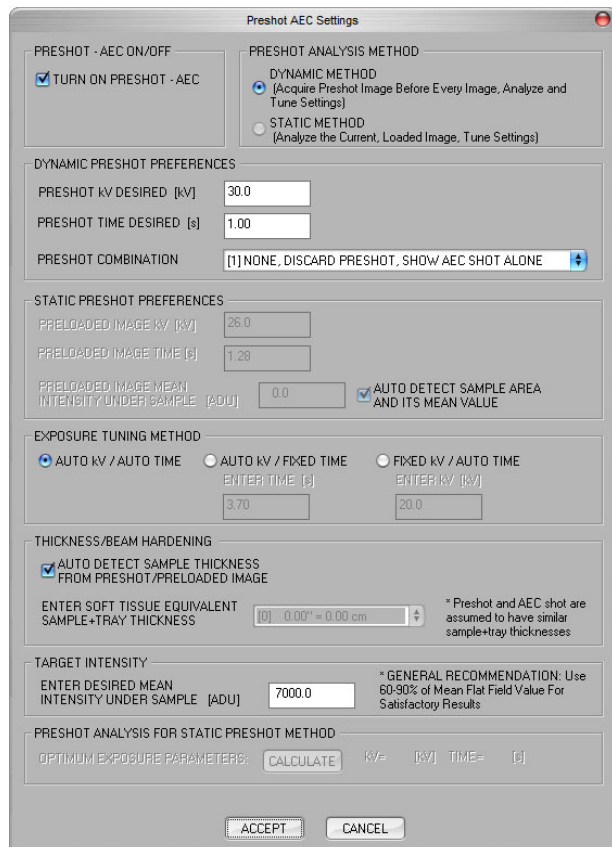 Preshot AEC Settings
PRESHOT - AEC ON/OFF
TURN ON PRESHOT - AEC
PRESHOT ANALYSIS METHOD
DYNAMIC METHOD
(Acquire Preshot Image Before Every Image, Analyze and
Tune Settings)
STATIC METHOD
(Analyze the Current, Loaded Image, Tune Settings)
DYNAMIC PRESHOT PREFERENCES
PRESHOT kV DESIRED [kV]
30.0
PRESHOT TIME DESIRED [s]
1.00
PRESHOT COMBINATION
[1] NONE, DISCARD PRESHOT, SHOW AEC SHOT ALONE
STATIC PRESHOT PREFERENCES
PRELOADED IMAGE kV [kV]
26.0
PRELOADED IMAGE TIME [s]
1.28
PRELOADED IMAGE MEAN
INTENSITY UNDER SAMPLE [ADU]
0.0
AUTO DETECT SAMPLE AREA
AND ITS MEAN VALUE
EXPOSURE TUNING METHOD
AUTO kV / AUTO TIME
AUTO kV / FIXED TIME
FIXED kV / AUTO TIME
ENTER TIME [s]
ENTER kV [kV]
3.70
20.0
THICKNESS/BEAM HARDENING
AUTO DETECT SAMPLE THICKNESS
FROM PRESHOT/PRELOADED IMAGE
ENTER SOFT TISSUE EQUIVALENT
SAMPLE+TRAY THICKNESS
[0] 0.00" = 0.00 cm
* Preshot and AEC shot are
assumed to have similar
sample+tray thicknesses
TARGET INTENSITY
ENTER DESIRED MEAN
INTENSITY UNDER SAMPLE [ADU]
7000.0
* GENERAL RECOMMENDATION: Use
60-90% of Mean Flat Field Value For
Satisfactory Results
PRESHOT ANALYSIS FOR STATIC PRESHOT METHOD
OPTIMUM EXPOSURE PARAMETERS:
CALCULATE
kV= [kV] TIME= [s]
ACCEPT
CANCEL